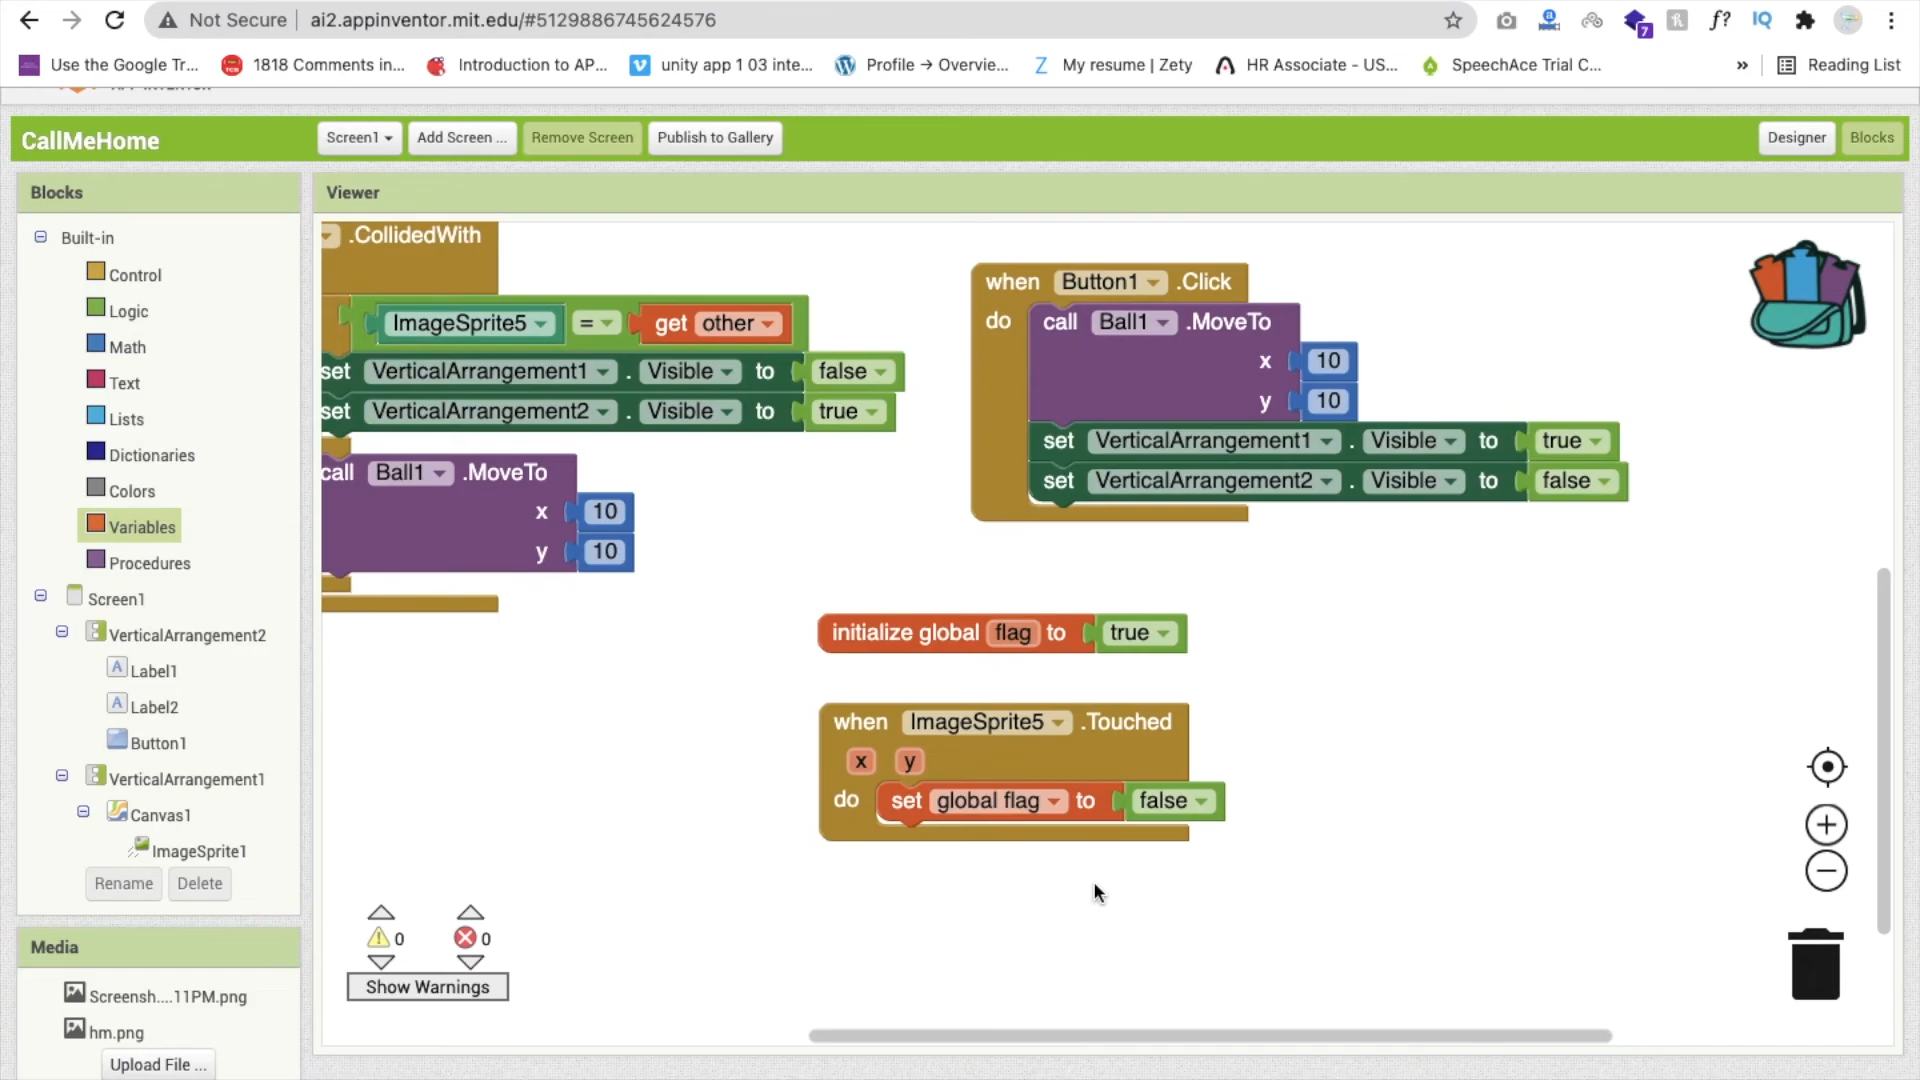 Not Secure | ai2.appinventor.mit.edu/#5129886745624576
7 f? IQ
Use the Google Tr... 1818 Comments in... Introduction to AP... unity app 1 03 inte... Profile → Overvie... Z My resume | Zety HR Associate - US... SpeechAce Trial C... » Reading List
CallMeHome Screen1 Add Screen ... Remove Screen Publish to Gallery Designer Blocks
Blocks
Viewer
Built-in
Control
Logic
Math
Text
Lists
Dictionaries
Colors
Variables
Procedures
Screen1
VerticalArrangement2
A Label1
A Label2
Button1
VerticalArrangement1
Canvas1
ImageSprite1
Rename Delete
Media
Screensh....11PM.png
hm.png
Upload File ...
.CollidedWith
ImageSprite5 = get other
set VerticalArrangement1 . Visible to false
set VerticalArrangement2 . Visible to true
call Ball1 .MoveTo
x 10
y 10
when Button1 .Click
do call Ball1 .MoveTo
x 10
y 10
set VerticalArrangement1 . Visible to true
set VerticalArrangement2 . Visible to false
initialize global flag to true
when ImageSprite5 .Touched
x y
do set global flag to false
0 0
Show Warnings